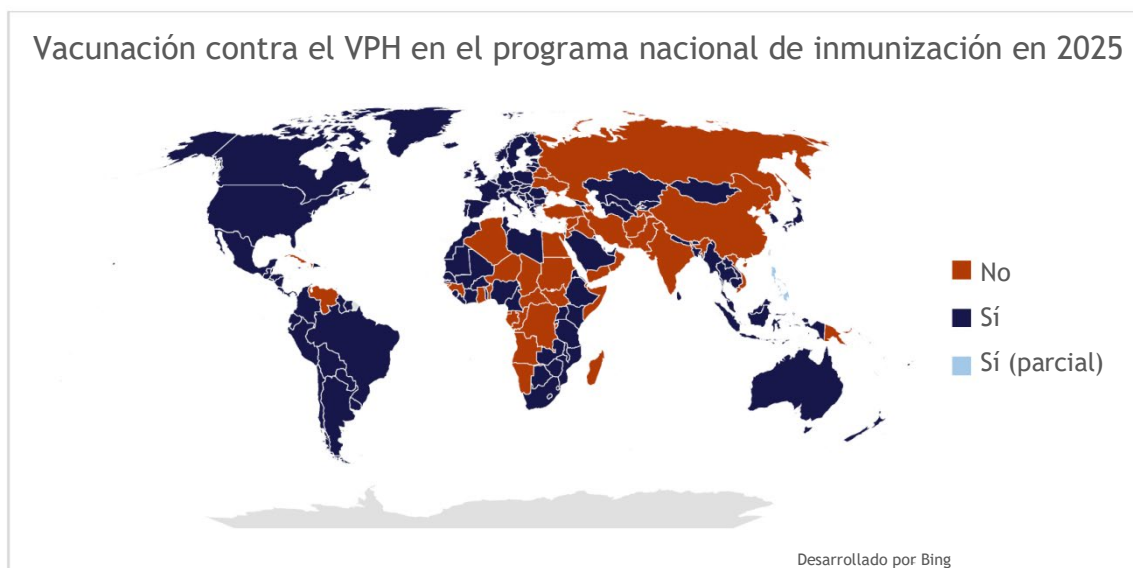 Vacunación contra el VPH en el programa nacional de inmunización en 2025
No
Sí
Sí (parcial)
Desarrollado por Bing